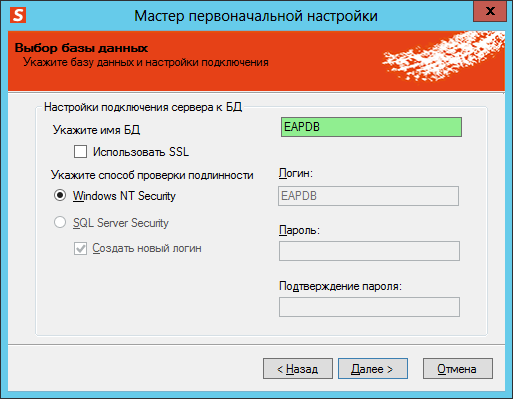 S
Мастер первоначальной настройки
X
Выбор базы данных
Укажите базу данных и настройки подключения
Настройки подключения сервера к БД
Укажите имя БД
EAPDB
Использовать SSL
Укажите способ проверки подлинности
Логин:
Windows NT Security
EAPDB
SQL Server Security
Пароль:
Создать новый логин
Подтверждение пароля:
< Назад
Далее >
Отмена